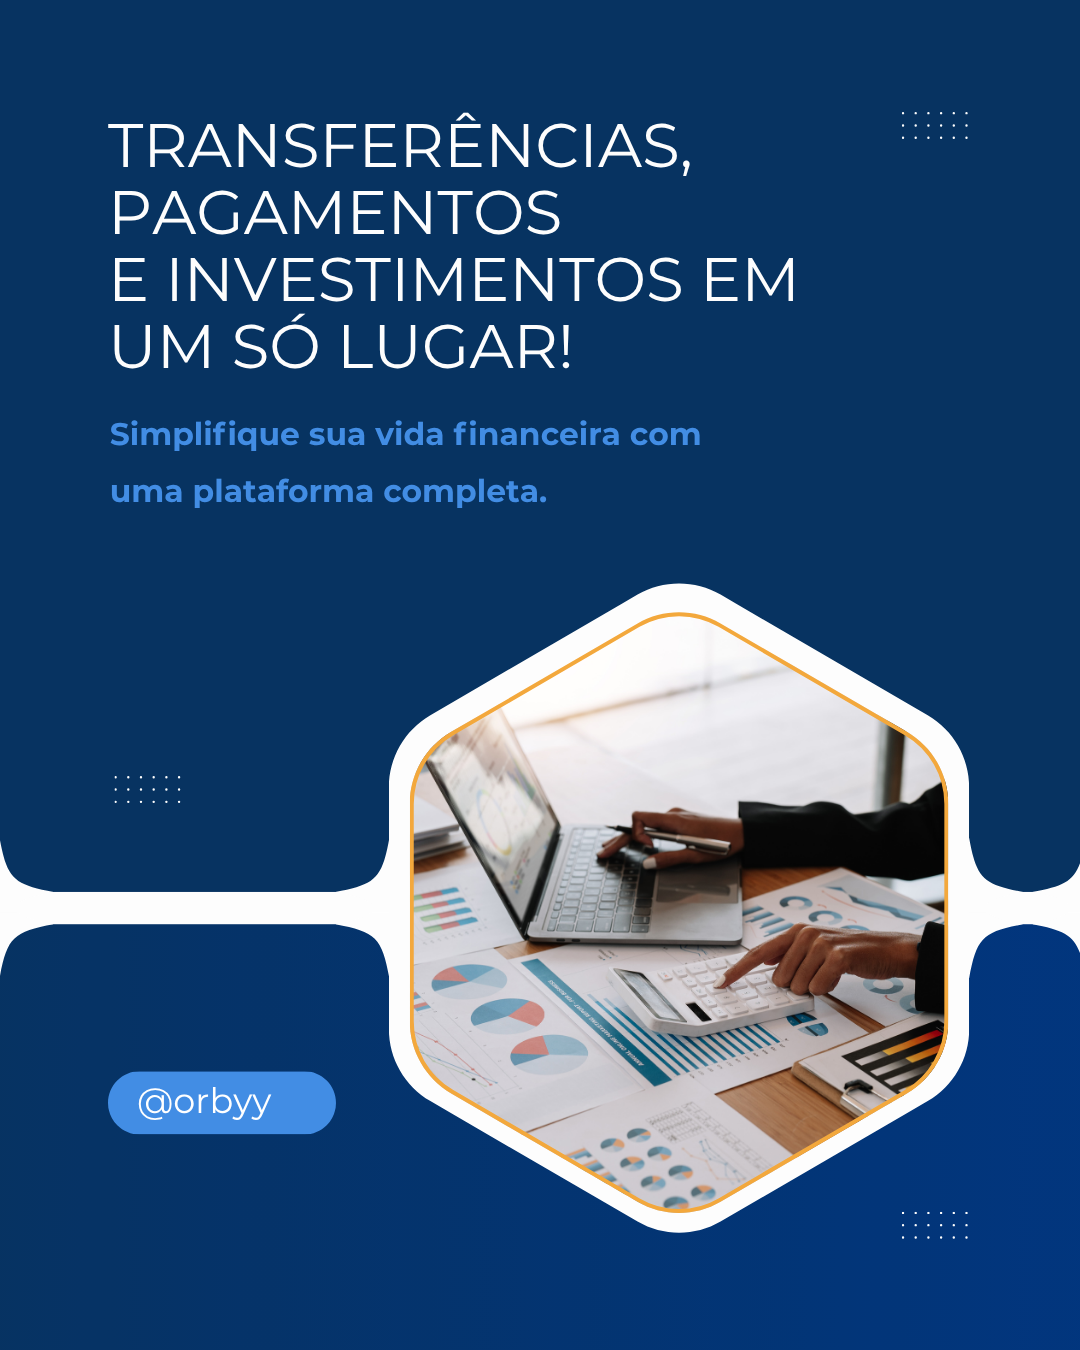 TRANSFERÊNCIAS,
PAGAMENTOS
E INVESTIMENTOS EM
UM SÓ LUGAR!
Simplifique sua vida financeira com
uma plataforma completa.
@orbyy